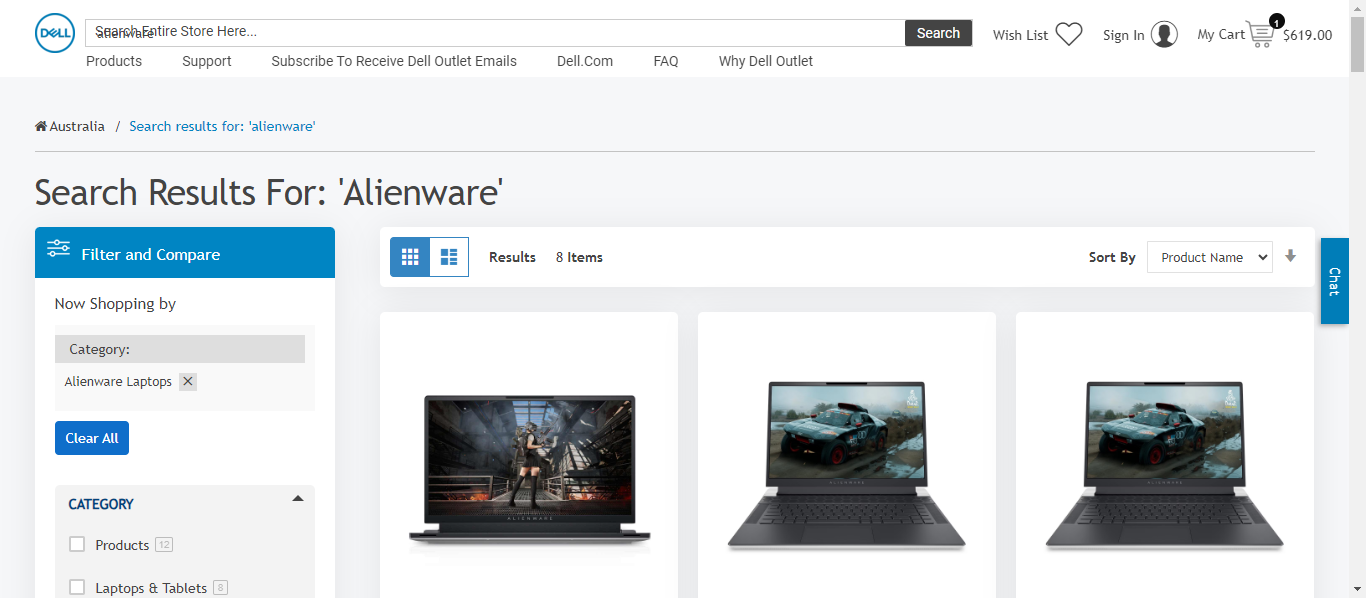 DELL
Search Entire Store Here...
alienware
Search
Wish List
Sign In
My Cart
1
$619.00
Products
Support
Subscribe To Receive Dell Outlet Emails
Dell.Com
FAQ
Why Dell Outlet
Australia / Search results for: 'alienware'
Search Results For: 'Alienware'
Filter and Compare
Now Shopping by
Category:
Alienware Laptops
Clear All
CATEGORY
Products 12
Laptops & Tablets 8
Results 8 Items
Sort By Product Name
Chat
ALIENWARE
ALIENWARE
ALIENWARE